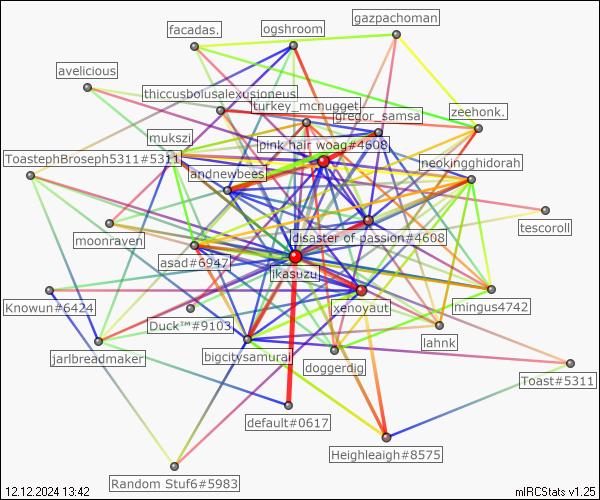 gazpachoman
facadas.
ogshroom
avelicious
thiccusboiusalexusioneus
turkey_mcnugget
gregor_samsa
zeehonk.
mukszi
pink hair woag#4608
ToastephBroseph5311#5311
neokingghidorah
andnewbees
tescoroll
moonraven
disaster of passion#4608
asad#6947
ikasuzu
Knowun#6424
xenoyaut
mingus4742
Duck™#9103
lahnk
jarlbreadmaker
bigcitysamurai
doggerdig
Toast#5311
default#0617
Heighleaigh#8575
Random Stuf6#5983
12.12.2024 13:42
mIRCStats v1.25